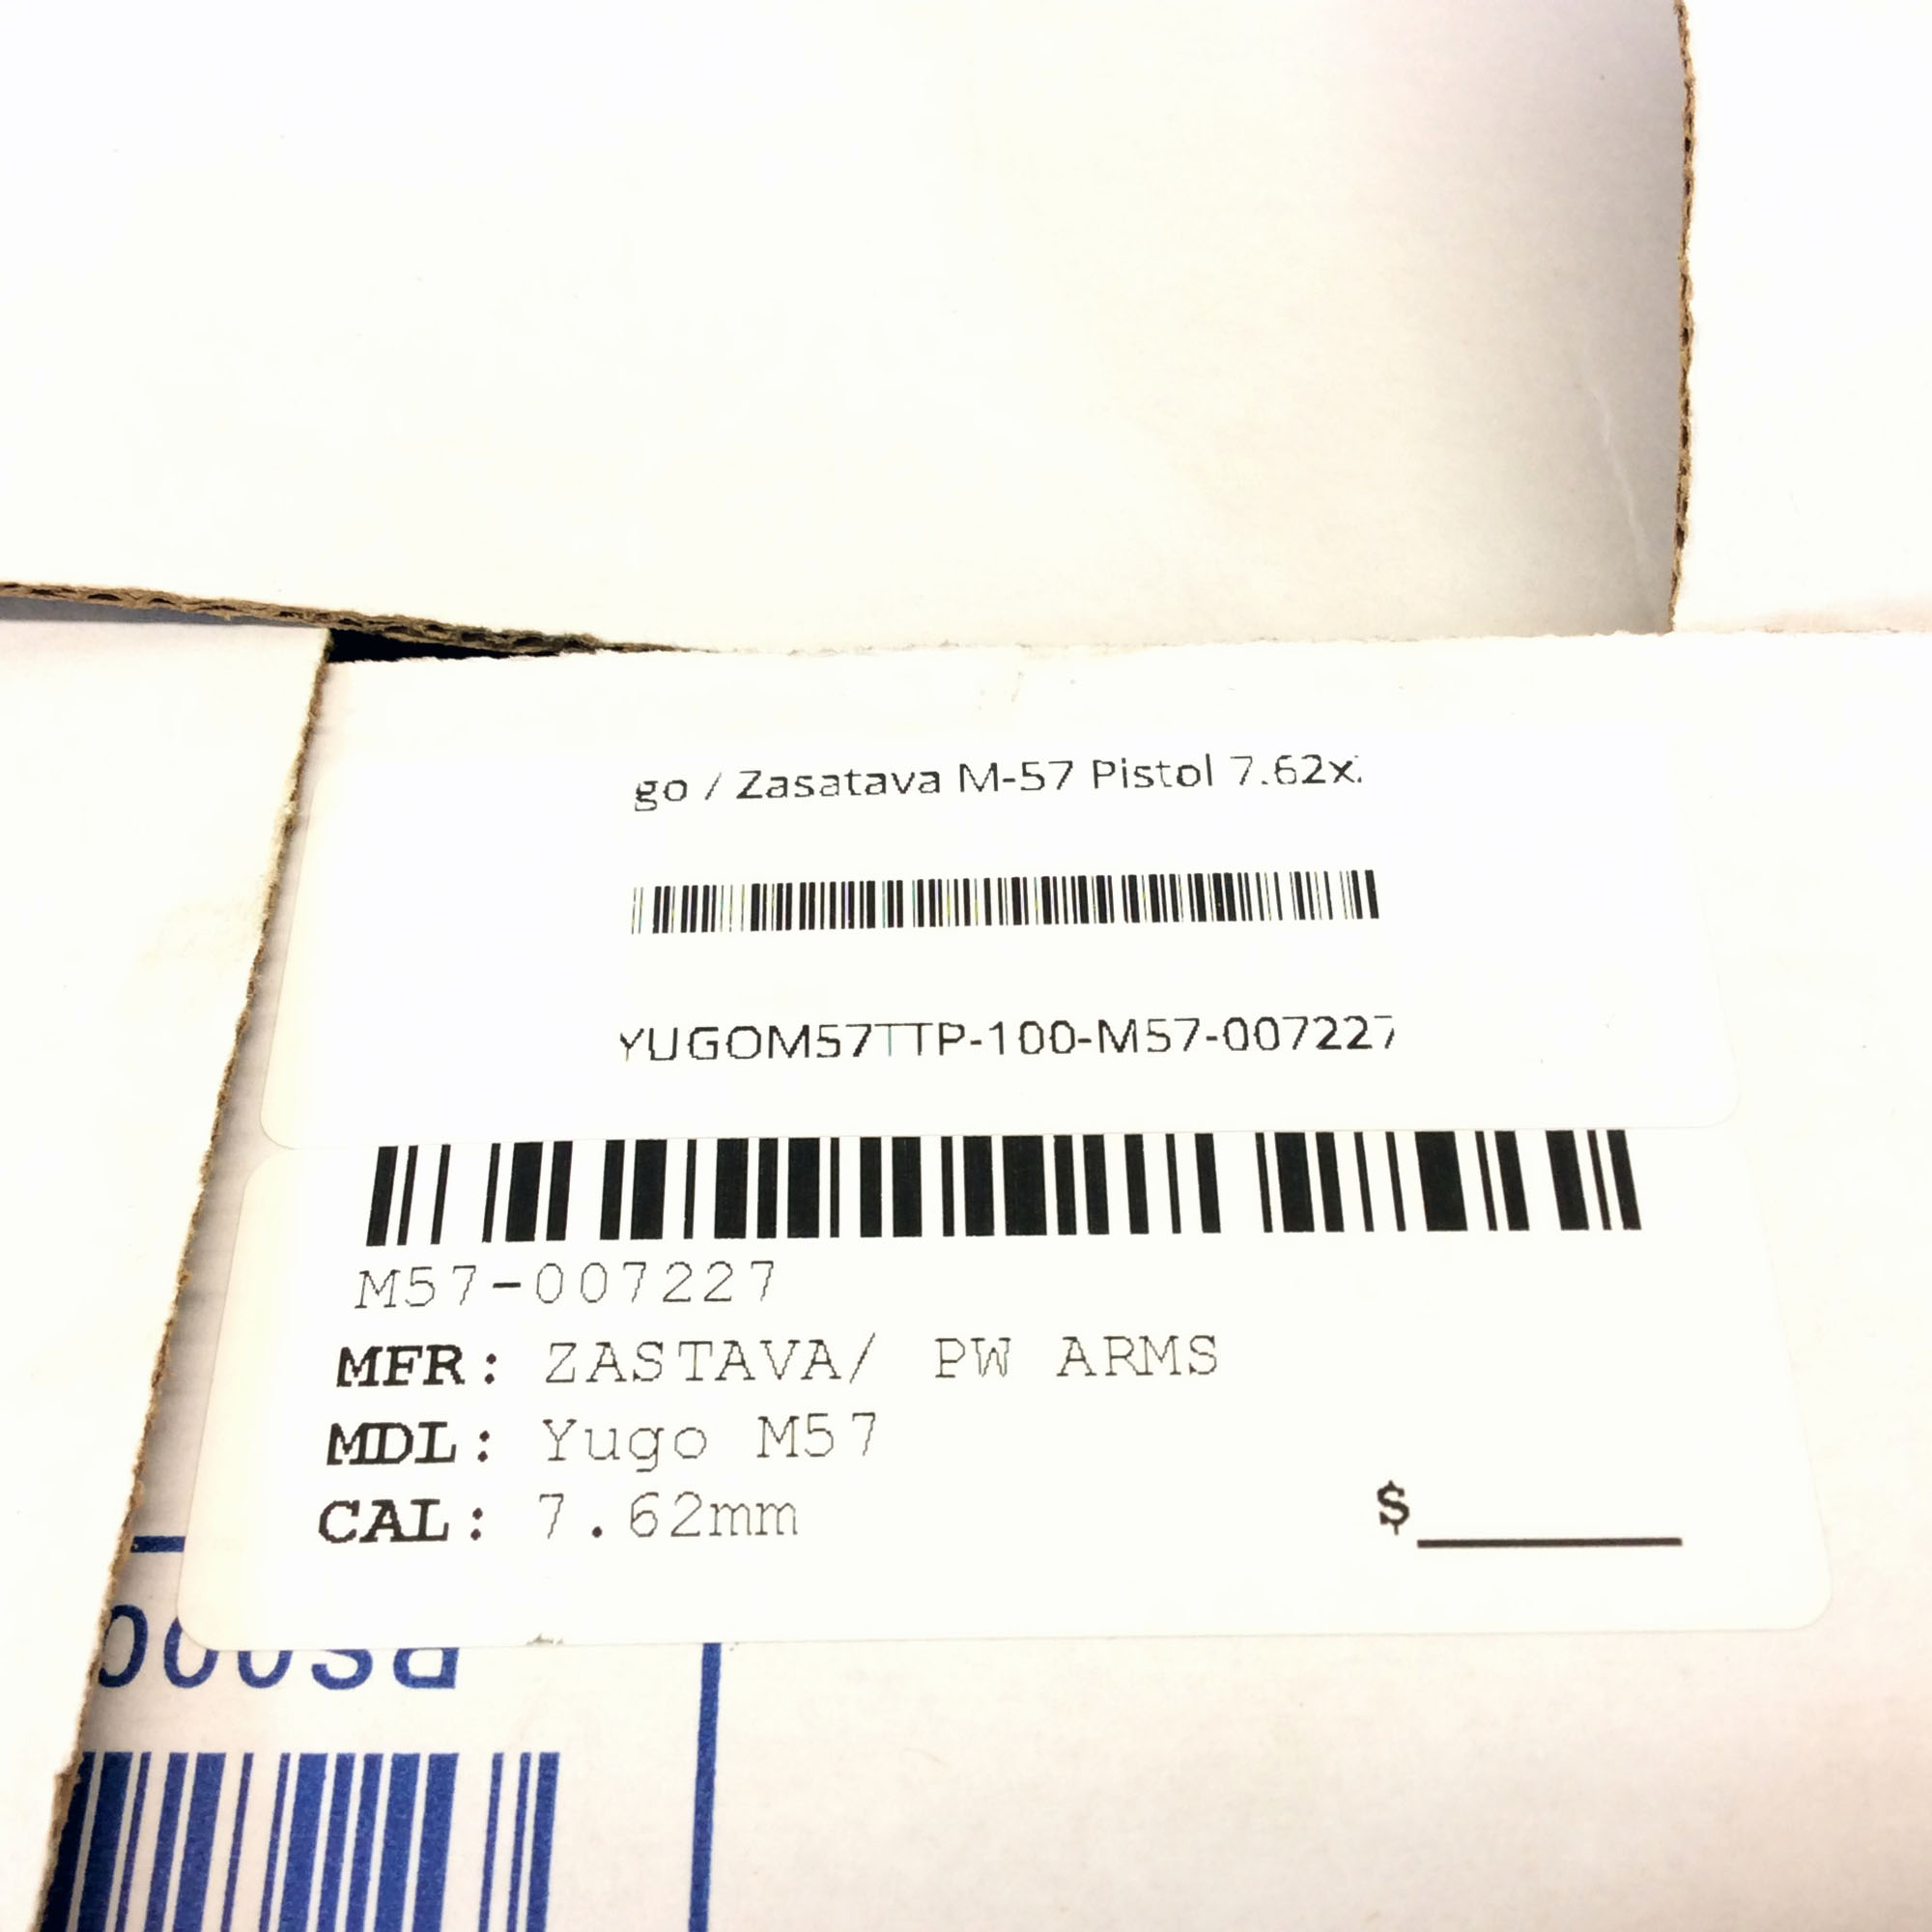 go / Zasatava M-57 Pistol 7.62x
YUGOM57TTP-100-M57-007227
M57-007227
MFR: ZASTAVA/ PW ARMS
MDL: Yugo M57
CAL: 7.62mm
$